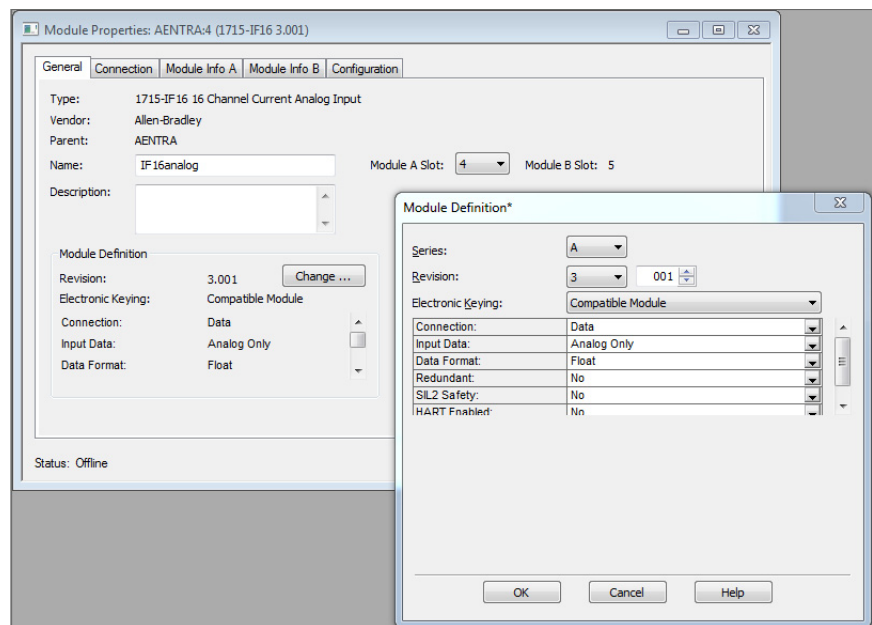 Module Properties: AENTRA:4 (1715-IF16 3.001)
General Connection Module Info A Module Info B Configuration
Type: 1715-IF16 16 Channel Current Analog Input
Vendor: Allen-Bradley
Parent: AENTRA
Name: IF16analog Module A Slot: 4 Module B Slot: 5
Description:
Module Definition
Revision: 3.001 Change ...
Electronic Keying: Compatible Module
Connection: Data
Input Data: Analog Only
Data Format: Float
Status: Offline
Module Definition*
Series: A
Revision: 3 001
Electronic Keying: Compatible Module
Connection: Data
Input Data: Analog Only
Data Format: Float
Redundant: No
SIL2 Safety: No
HART Enabled: No
OK Cancel Help